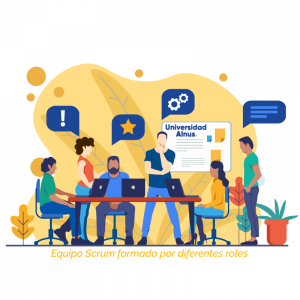 !
Universidad
Alnus.
Equipo Scrum formado por diferentes roles